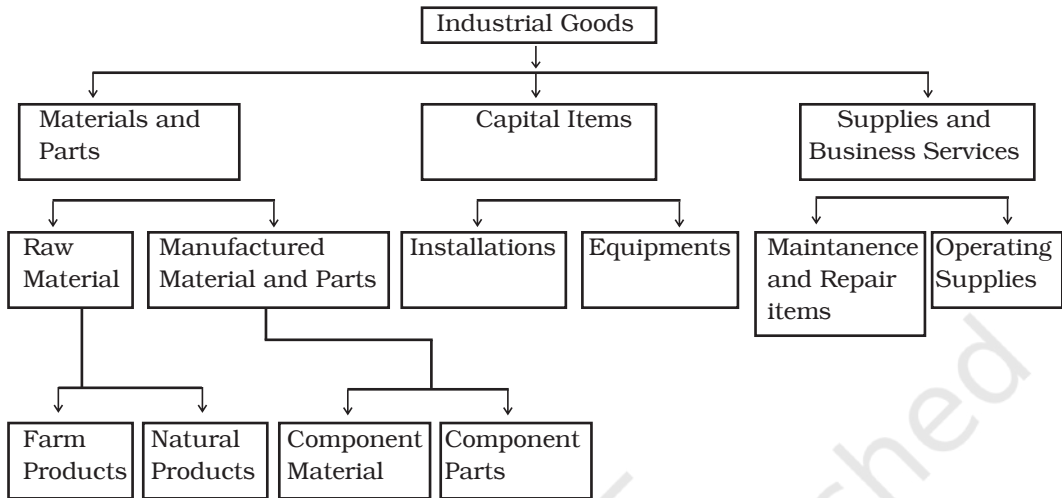 Industrial Goods
Materials and
Parts
Capital Items
Supplies and
Business Services
Raw
Material
Manufactured
Material and Parts
Installations
Equipments
Maintanence
and Repair
items
Operating
Supplies
Farm
Products
Natural
Products
Component
Material
Component
Parts
shed